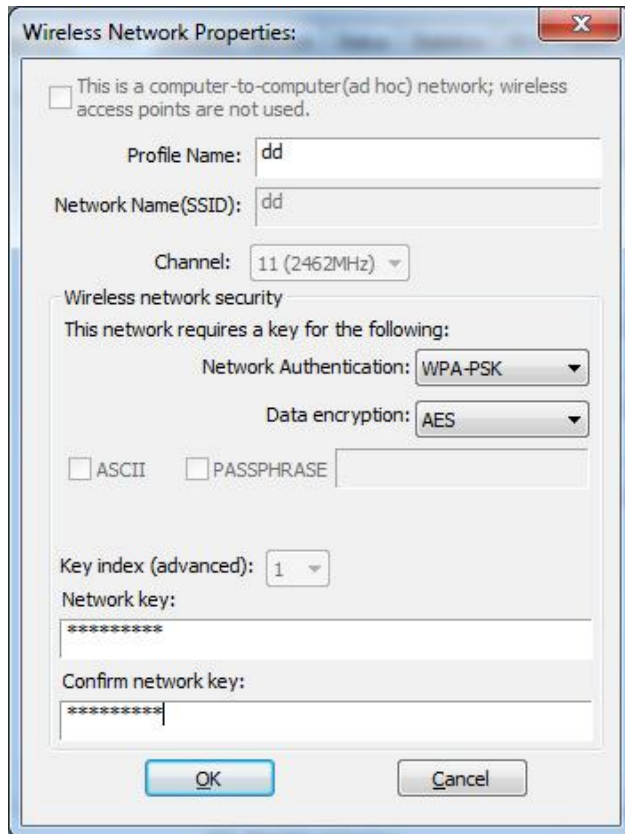 Wireless Network Properties:
This is a computer-to-computer(ad hoc) network; wireless
access points are not used.
Profile Name: dd
Network Name(SSID): dd
Channel: 11 (2462MHz)
Wireless network security
This network requires a key for the following:
Network Authentication: WPA-PSK
Data encryption: AES
ASCII PASSPHRASE
Key index (advanced): 1
Network key:
*********
Confirm network key:
*********
OK Cancel